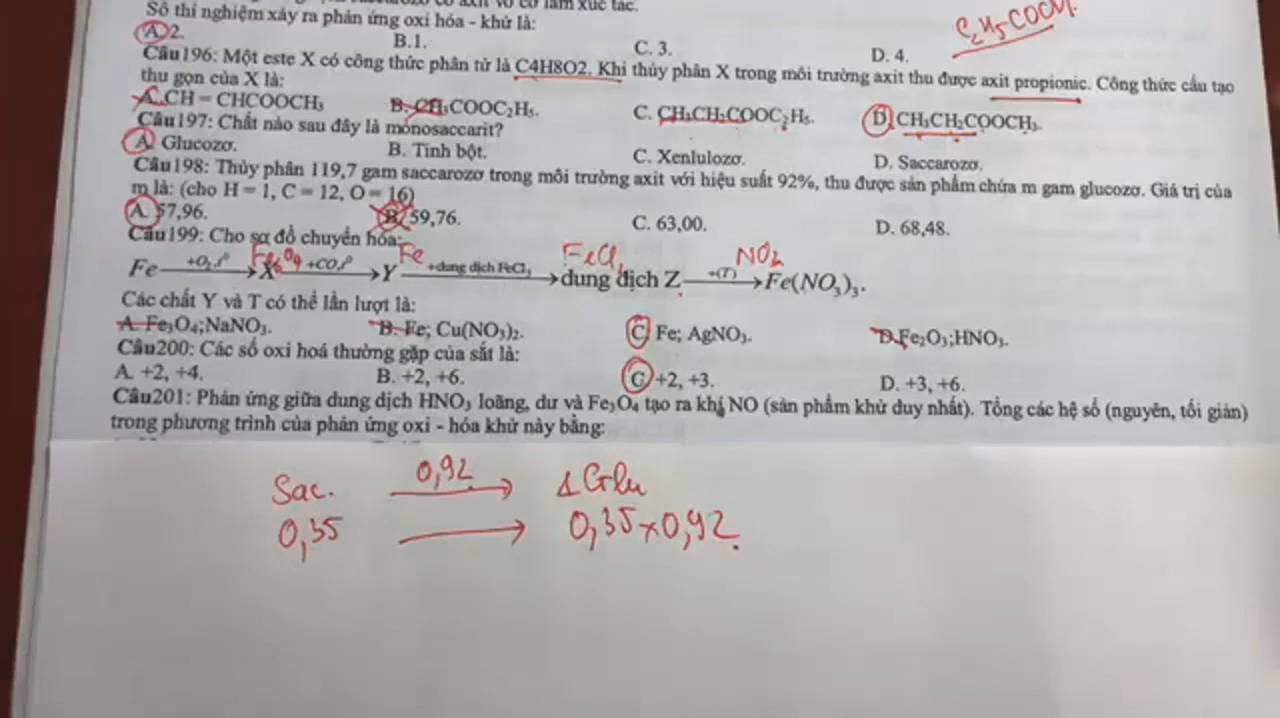 Số thí nghiệm xảy ra phản ứng oxi hóa - khử là:
C2H5COOCH
A. 2. B.1. C. 3. D. 4.
Câu196: Một este X có công thức phân tử là C4H8O2. Khi thủy phân X trong môi trường axit thu được axit propionic. Công thức cấu tạo
thu gọn của X là:
A. CH = CHCOOCH3 B. CH3COOC2H5. C. CH3CH2COOC2H5. D. CH3CH2COOCH3.
Câu197: Chất nào sau đây là monosaccarit?
A. Glucozơ. B. Tinh bột. C. Xenlulozơ. D. Saccarozơ.
Câu198: Thủy phân 119,7 gam saccarozơ trong môi trường axit với hiệu suất 92%, thu được sản phẩm chứa m gam glucozơ. Giá trị của
m là: (cho H = 1, C = 12, O = 16)
A. 57,96. B. 59,76. C. 63,00. D. 68,48.
Câu199: Cho sơ đồ chuyển hóa:
Fe3O4 Fe FeCl2 NO3
Fe +O2,t° X +CO,t° Y +dung dịch FeCl3 dung dịch Z +(T) Fe(NO3)3.
Các chất Y và T có thể lần lượt là:
A. Fe3O4;NaNO3. B. Fe; Cu(NO3)2. C. Fe; AgNO3. D. Fe2O3;HNO3.
Câu200: Các số oxi hoá thường gặp của sắt là:
A. +2, +4. B. +2, +6. C. +2, +3. D. +3, +6.
Câu201: Phản ứng giữa dung dịch HNO3 loãng, dư và Fe3O4 tạo ra khí NO (sản phẩm khử duy nhất). Tổng các hệ số (nguyên, tối giản)
trong phương trình của phản ứng oxi - hóa khử này bằng:
Sac. 0,92 1 Glu
0,35 0,35x0,92.